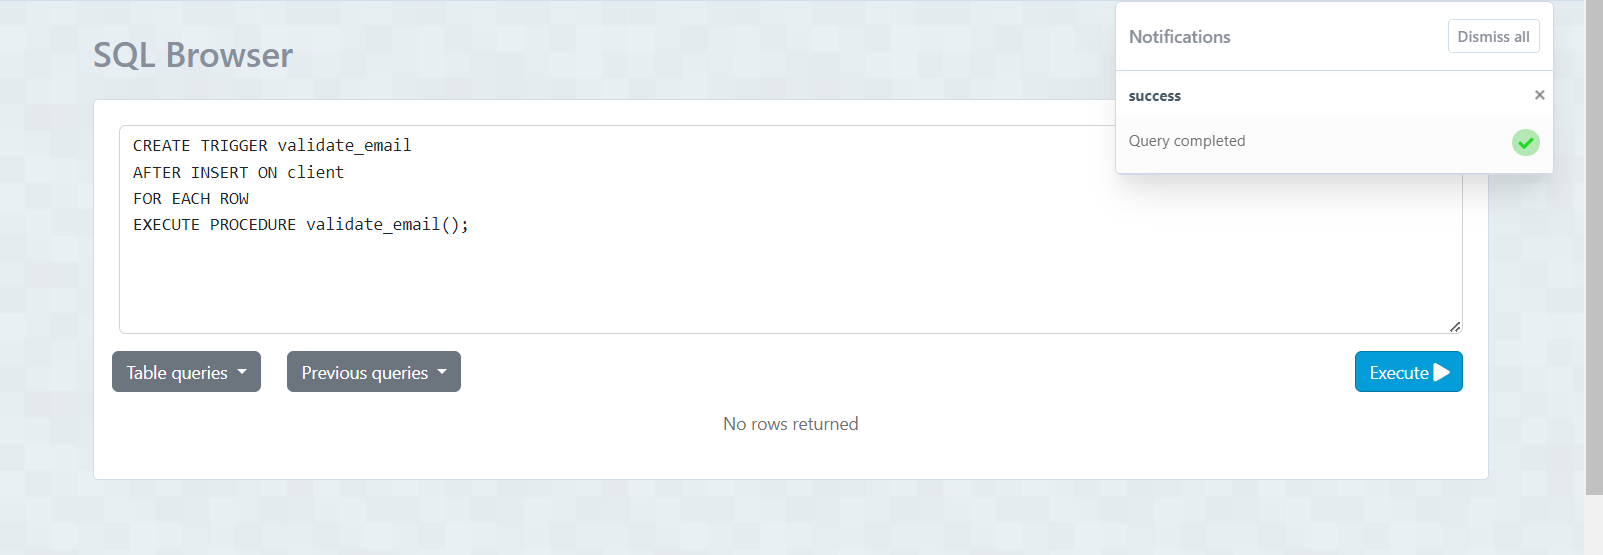 SQL Browser
Notifications
Dismiss all
success
×
Query completed
CREATE TRIGGER validate_email
AFTER INSERT ON client
FOR EACH ROW
EXECUTE PROCEDURE validate_email();
Table queries
Previous queries
Execute
No rows returned